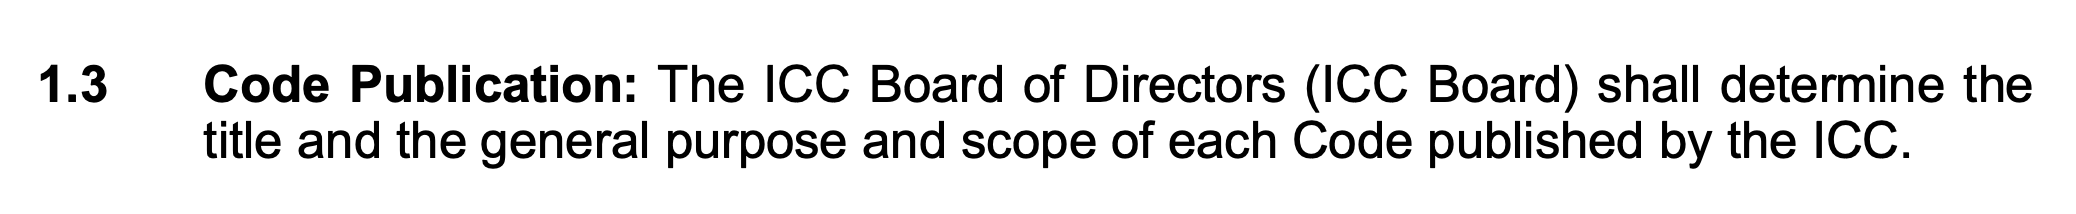 1.3 Code Publication: The ICC Board of Directors (ICC Board) shall determine the
title and the general purpose and scope of each Code published by the ICC.